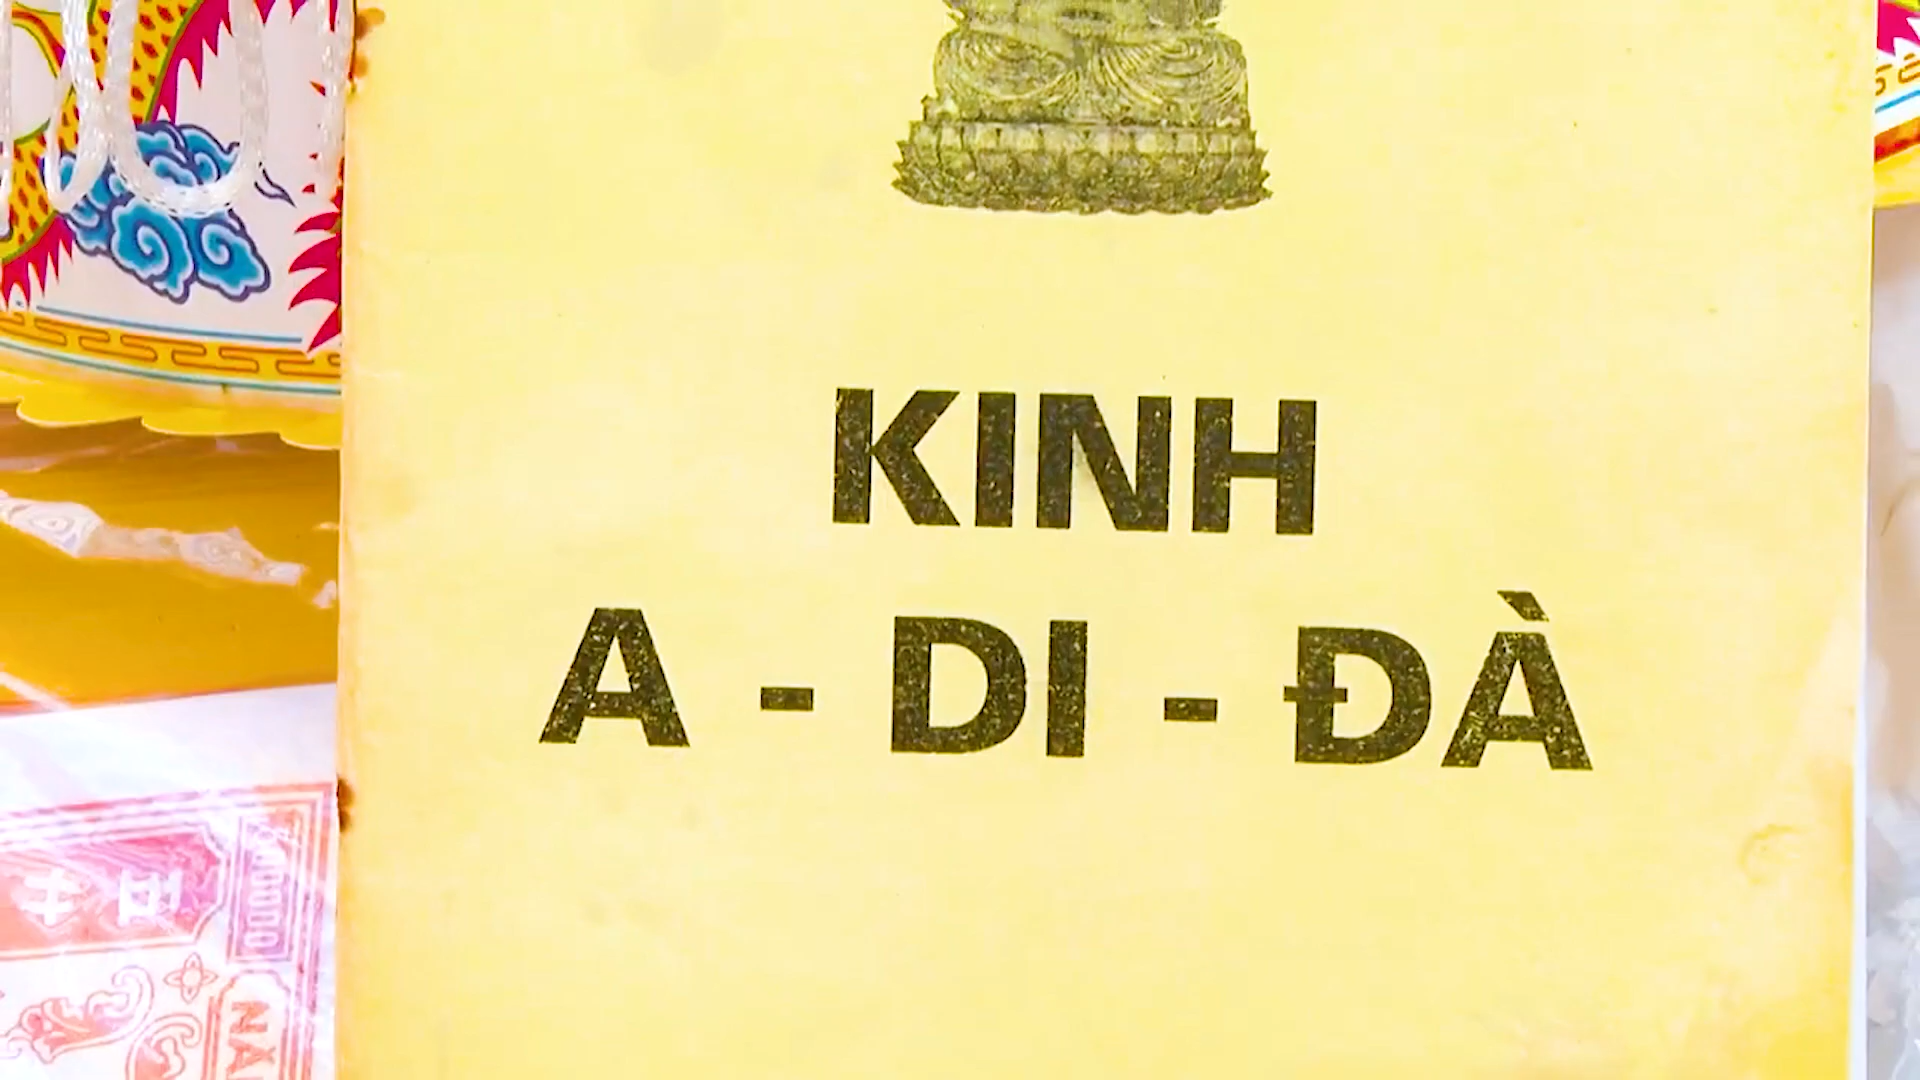 KINH
A - DI - ĐÀ